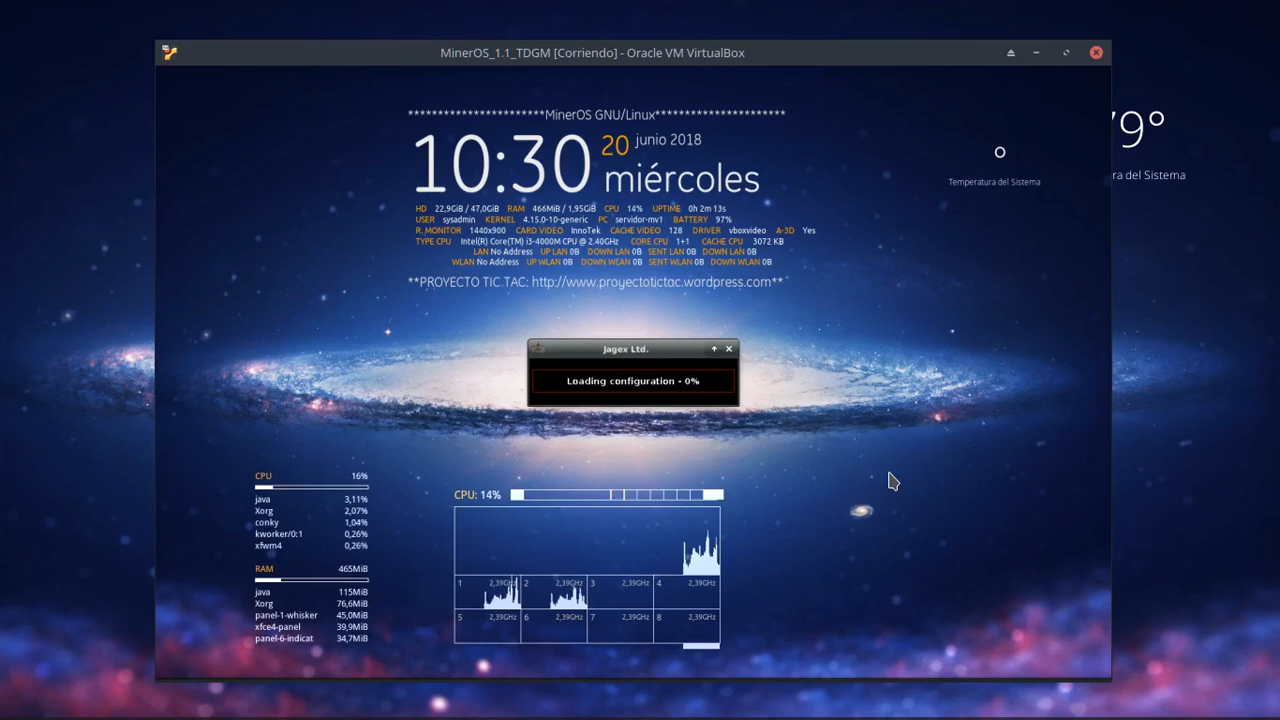 MinerOS_1.1_TDGM [Corriendo] - Oracle VM VirtualBox
**********************MinerOS GNU/Linux*********************
10:30 20 junio 2018
miércoles
HD 22,9GiB / 47,0GiB RAM 466MiB / 1,95GiB CPU 14% UPTIME 0h 2m 13s
USER sysadmin KERNEL 4.15.0-10-generic PC servidor-mv1 BATTERY 97%
R. MONITOR 1440x900 CARD VIDEO InnoTek CACHE VIDEO 128 DRIVER vboxvideo A-3D Yes
TYPE CPU Intel(R) Core(TM) i3-4000M CPU @ 2.40GHz CORE CPU 1+1 CACHE CPU 3072 KB
LAN No Address UP LAN 0B DOWN LAN 0B SENT LAN 0B DOWN LAN 0B
WLAN No Address UP WLAN 0B DOWN WLAN 0B SENT WLAN 0B DOWN WLAN 0B
**PROYECTO TIC TAC: http://www.proyectotictac.wordpress.com**
°
Temperatura del Sistema
9°
ra del Sistema
Jagex Ltd.
Loading configuration - 0%
CPU 16%
java 3,11%
Xorg 2,07%
conky 1,04%
kworker/0:1 0,26%
xfwm4 0,26%
RAM 465MiB
java 115MiB
Xorg 76,6MiB
panel-1-whisker 45,0MiB
xfce4-panel 39,9MiB
panel-6-indicat 34,7MiB
CPU: 14%
1 2,39GHz 2 2,39GHz 3 2,39GHz 4 2,39GHz
5 2,39GHz 6 2,39GHz 7 2,39GHz 8 2,39GHz